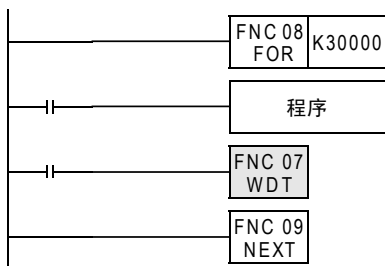 FNC 08
FOR
K30000
程序
FNC 07
WDT
FNC 09
NEXT